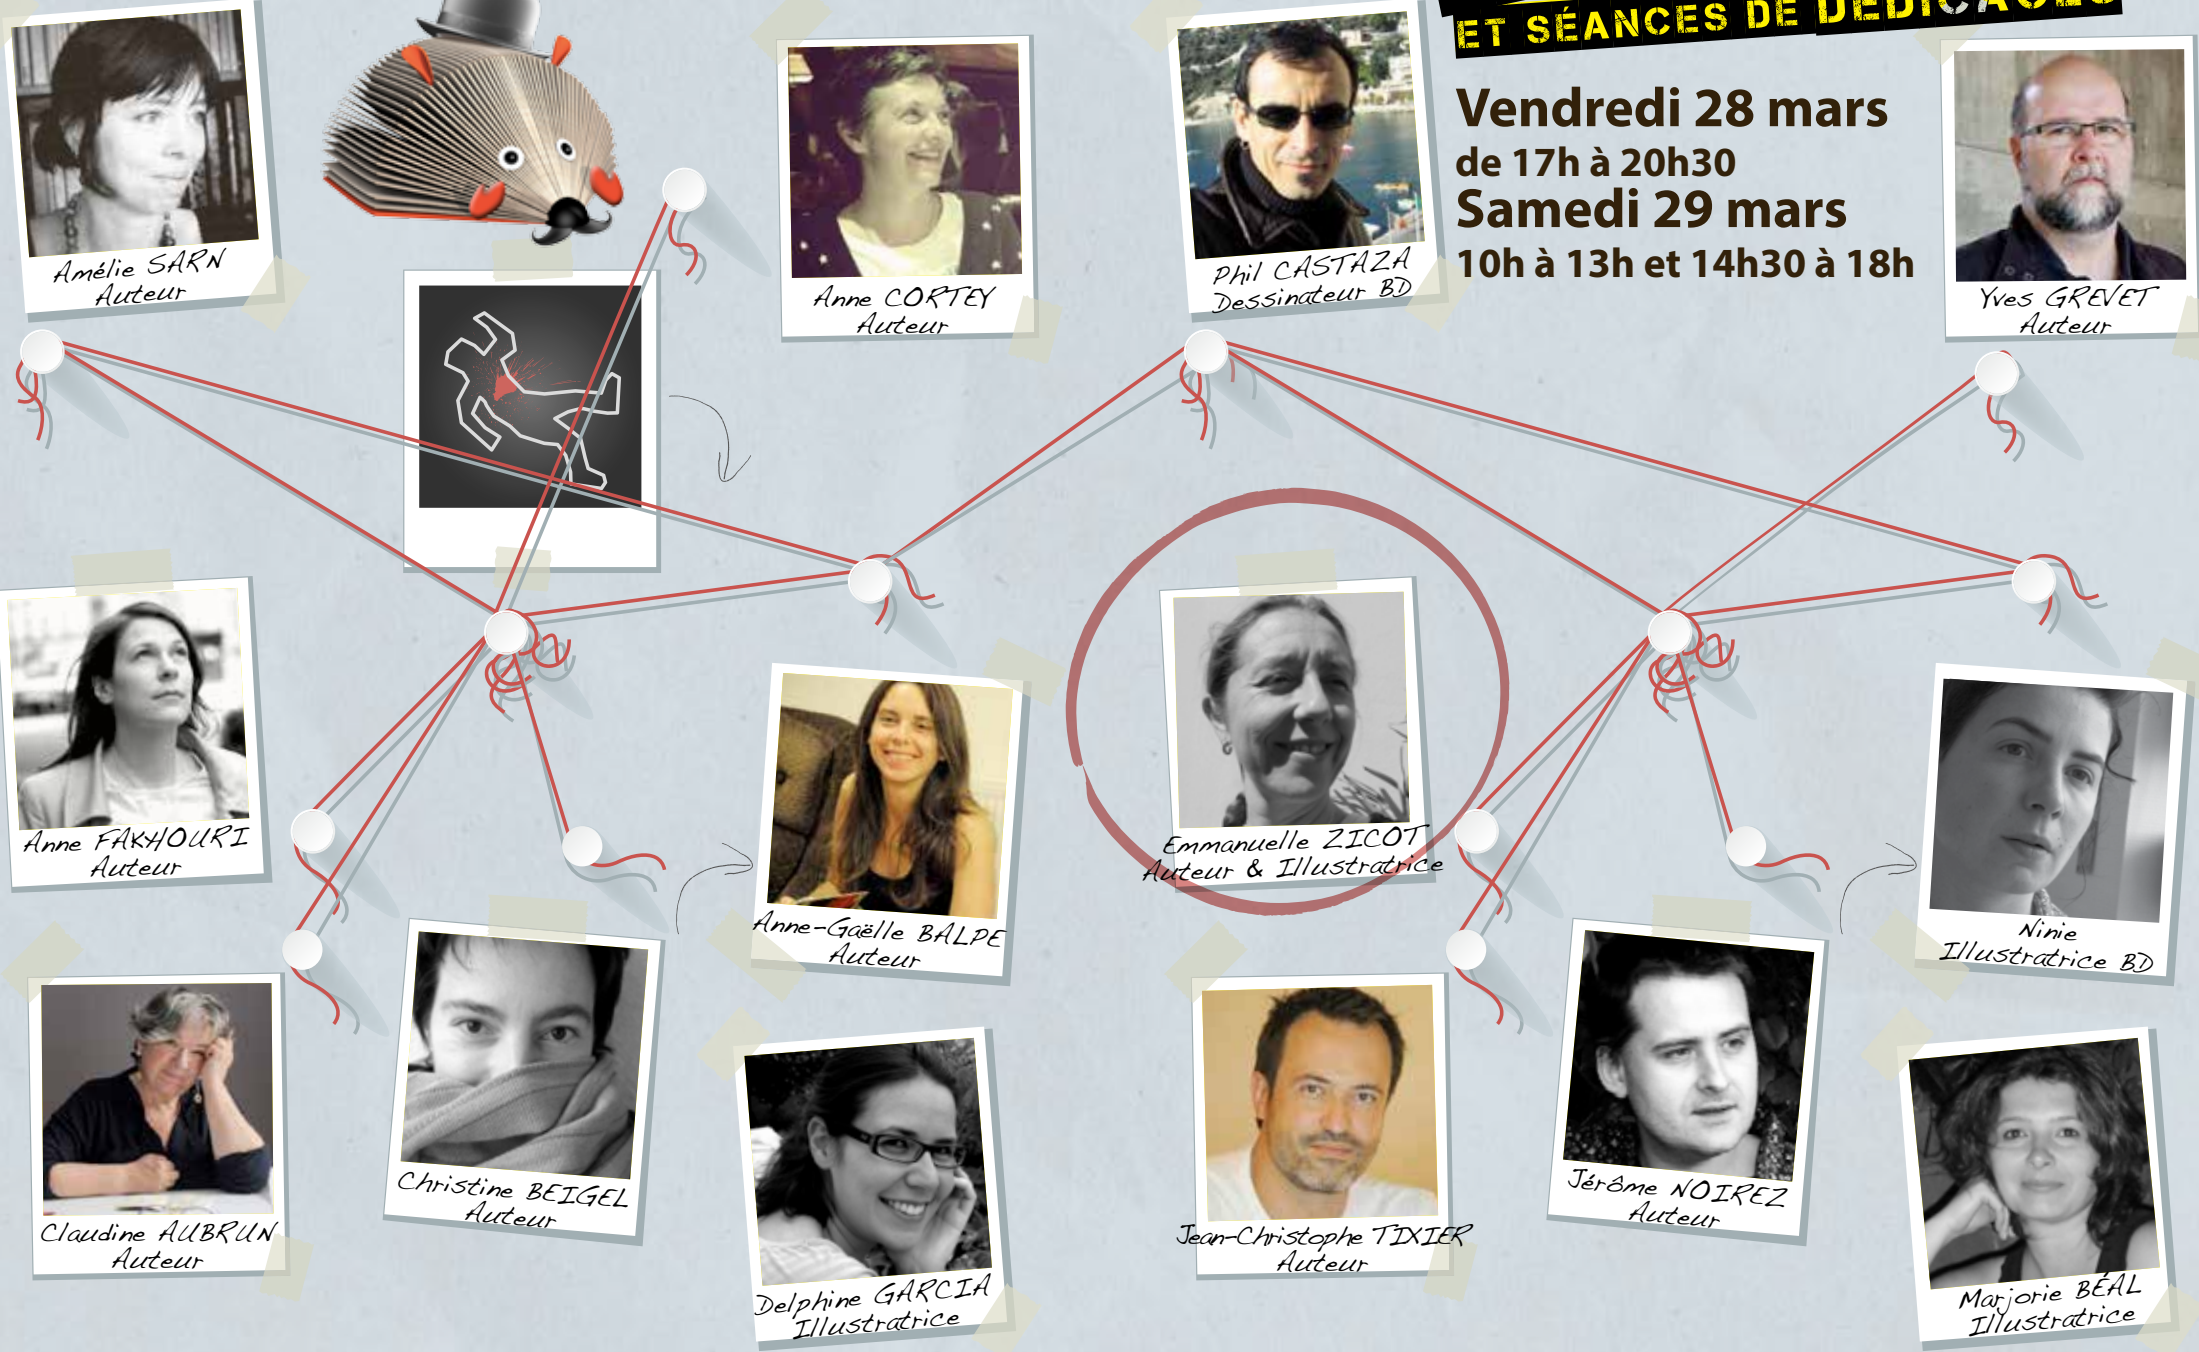 ET SÉANCES DE DÉDICACES
Vendredi 28 mars
de 17h à 20h30
Samedi 29 mars
10h à 13h et 14h30 à 18h
Amélie SARN
Auteur
Anne CORTEY
Auteur
Phil CASTAZA
Dessinateur BD
Yves GREVET
Auteur
Anne FAKHOURI
Auteur
Anne-Gaëlle BALPE
Auteur
Emmanuelle ZICOT
Auteur & Illustratrice
Ninie
Illustratrice BD
Claudine AUBRUN
Auteur
Christine BEIGEL
Auteur
Delphine GARCIA
Illustratrice
Jean-Christophe TIXIER
Auteur
Jérôme NOIREZ
Auteur
Marjorie BÉAL
Illustratrice